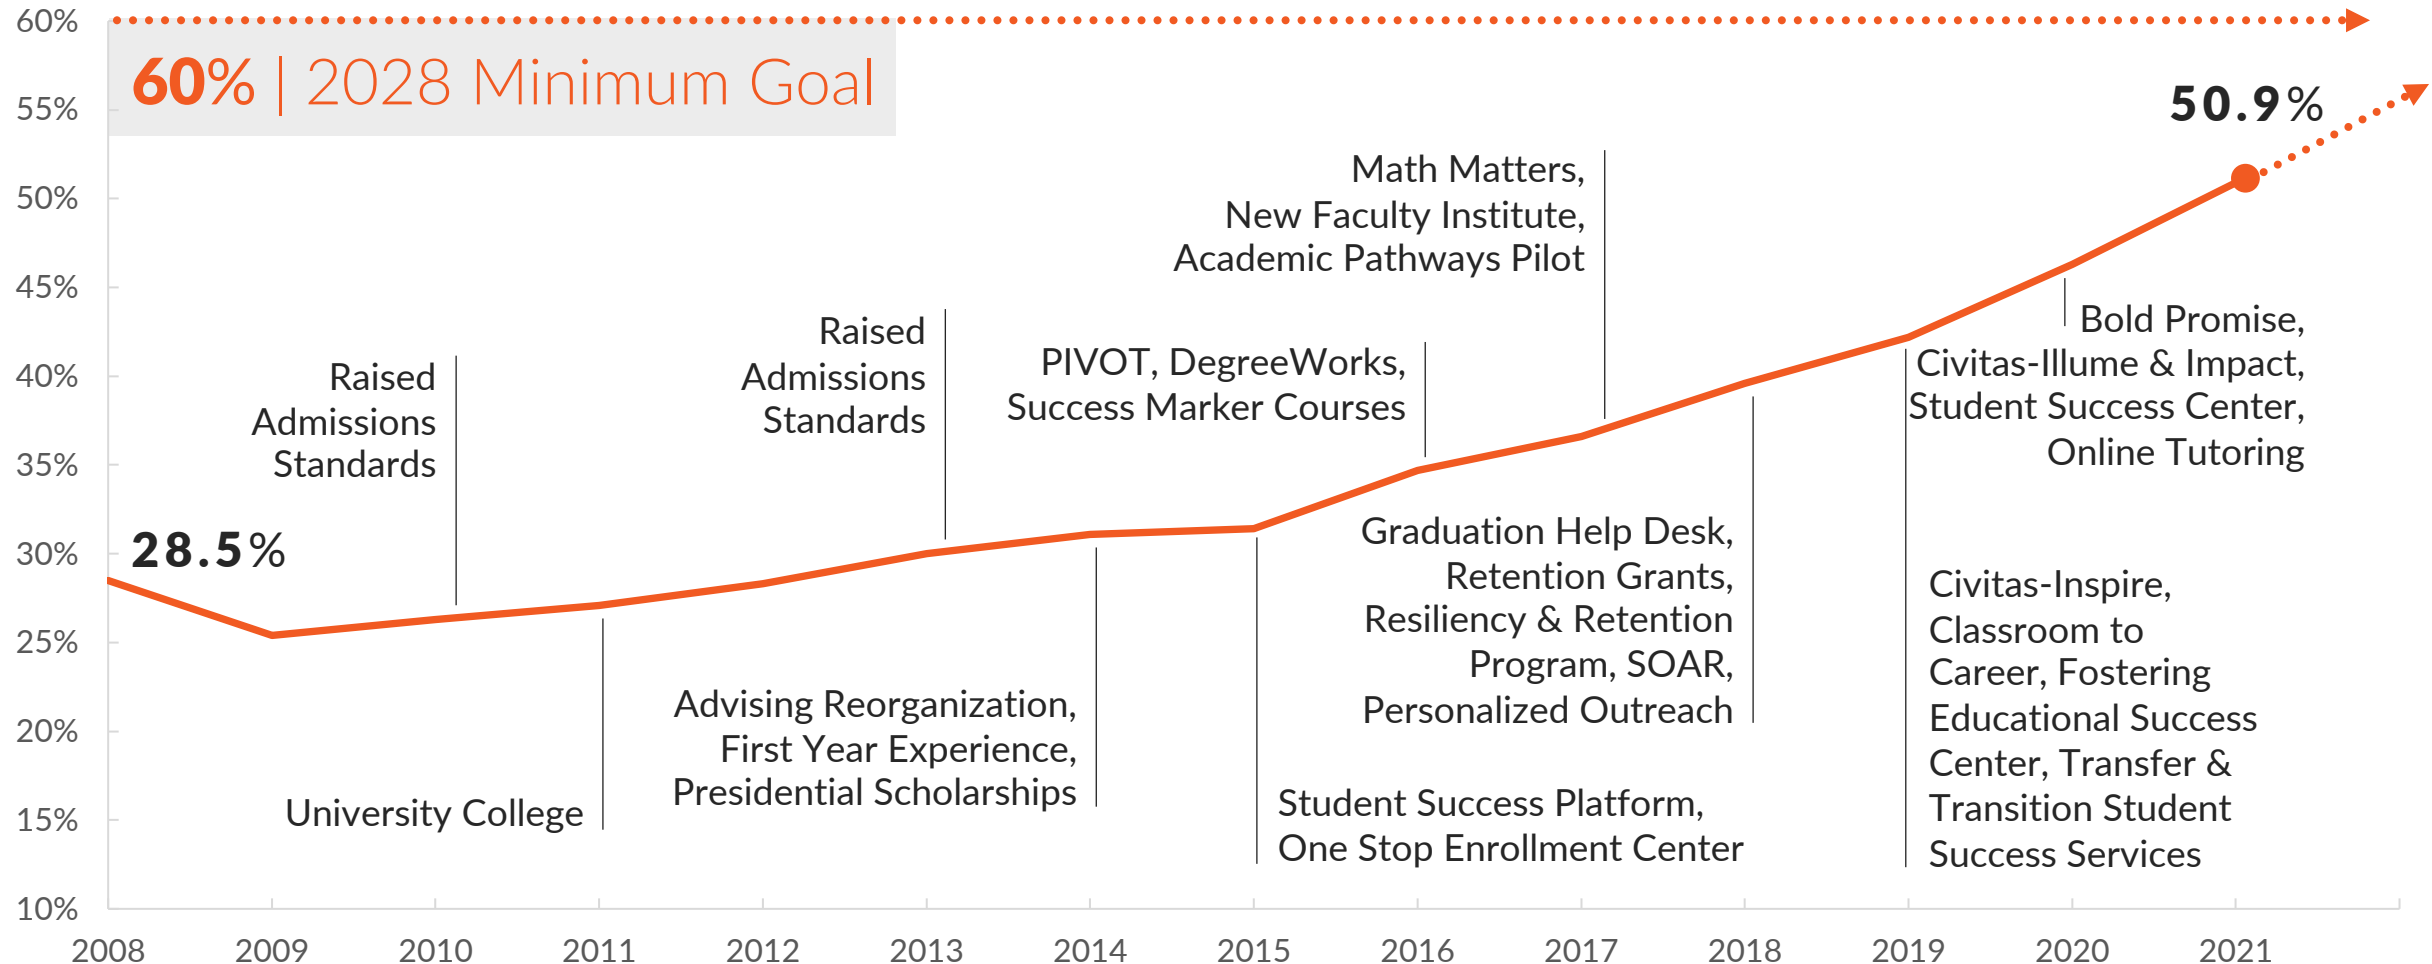 60%
60% | 2028 Minimum Goal
55%
50.9%
50%
Math Matters,
New Faculty Institute,
Academic Pathways Pilot
45%
Raised
Admissions
Standards
Raised
Admissions
Standards
PIVOT, DegreeWorks,
Success Marker Courses
Bold Promise,
Civitas-Illume & Impact,
Student Success Center,
Online Tutoring
40%
35%
28.5%
30%
Graduation Help Desk,
Retention Grants,
Resiliency & Retention
Program, SOAR,
Personalized Outreach
Civitas-Inspire,
Classroom to
Career, Fostering
Educational Success
Center, Transfer &
Transition Student
Success Services
25%
20%
Advising Reorganization,
First Year Experience,
Presidential Scholarships
University College
Student Success Platform,
One Stop Enrollment Center
15%
10%
2008 2009 2010 2011 2012 2013 2014 2015 2016 2017 2018 2019 2020 2021